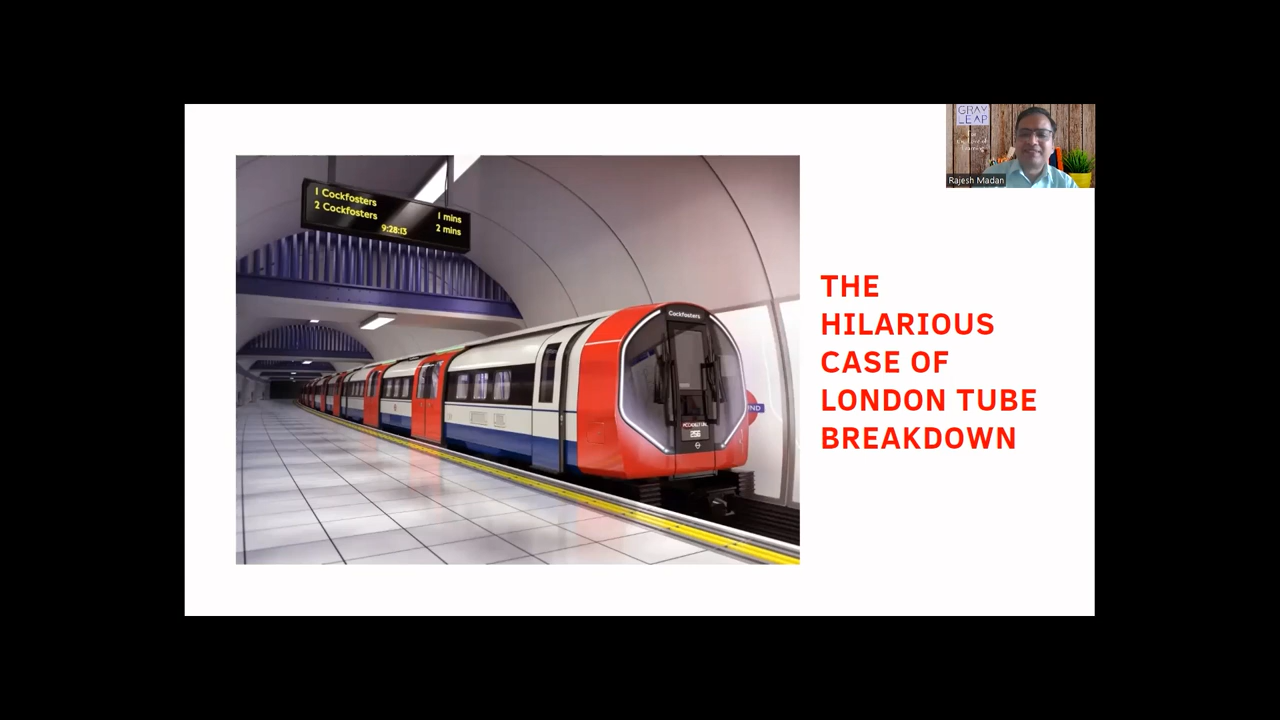 GRAY
LEAP
Rajesh Madan
1 Cockfosters 1 mins
2 Cockfosters 2 mins
9:28:13
Cockfosters
THE
HILARIOUS
CASE OF
LONDON TUBE
BREAKDOWN